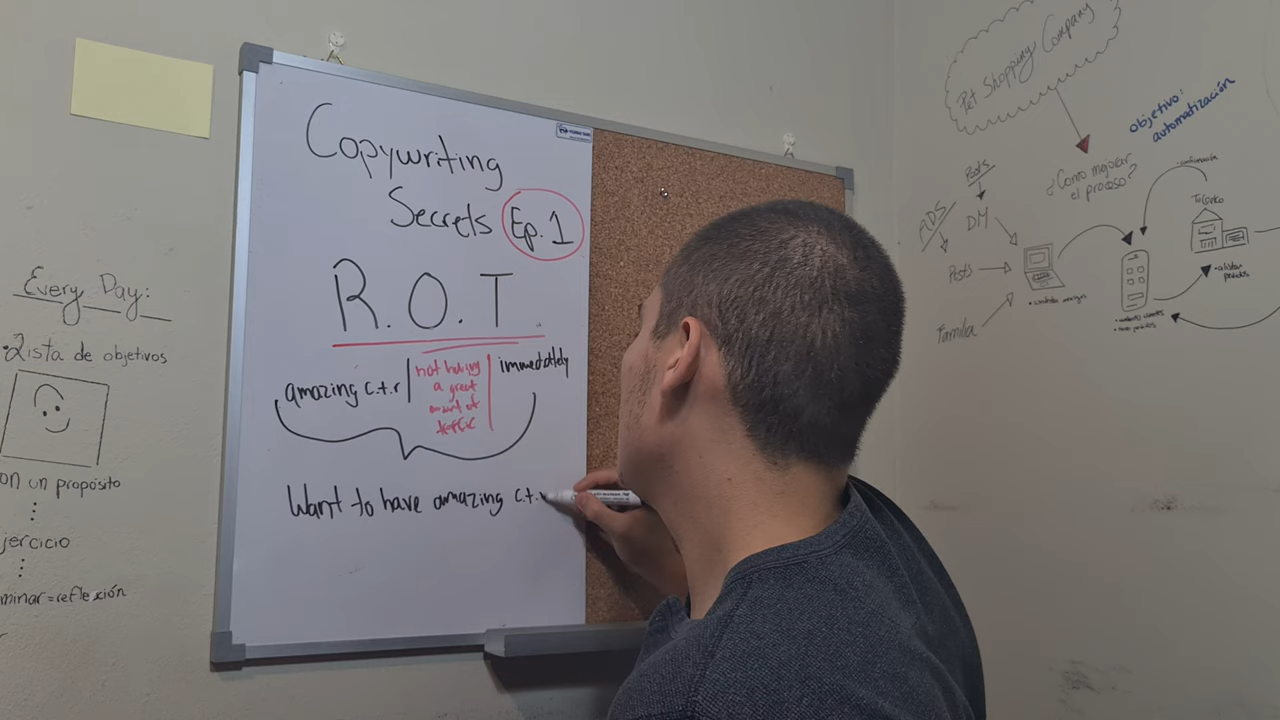 Copywriting
Secrets Ep. 1
R.O.T.
amazing c.t.r
not having
a great
amount of
traffic
immediately
Want to have amazing c.t.
Every Day:
Lista de objetivos
on un propósito
jercicio
minar = reflexión
Pet Shopping Company
Objetivo:
automatización
¿Como mejorar
el proceso?
ADS
Posts
DM
Posts
Familia